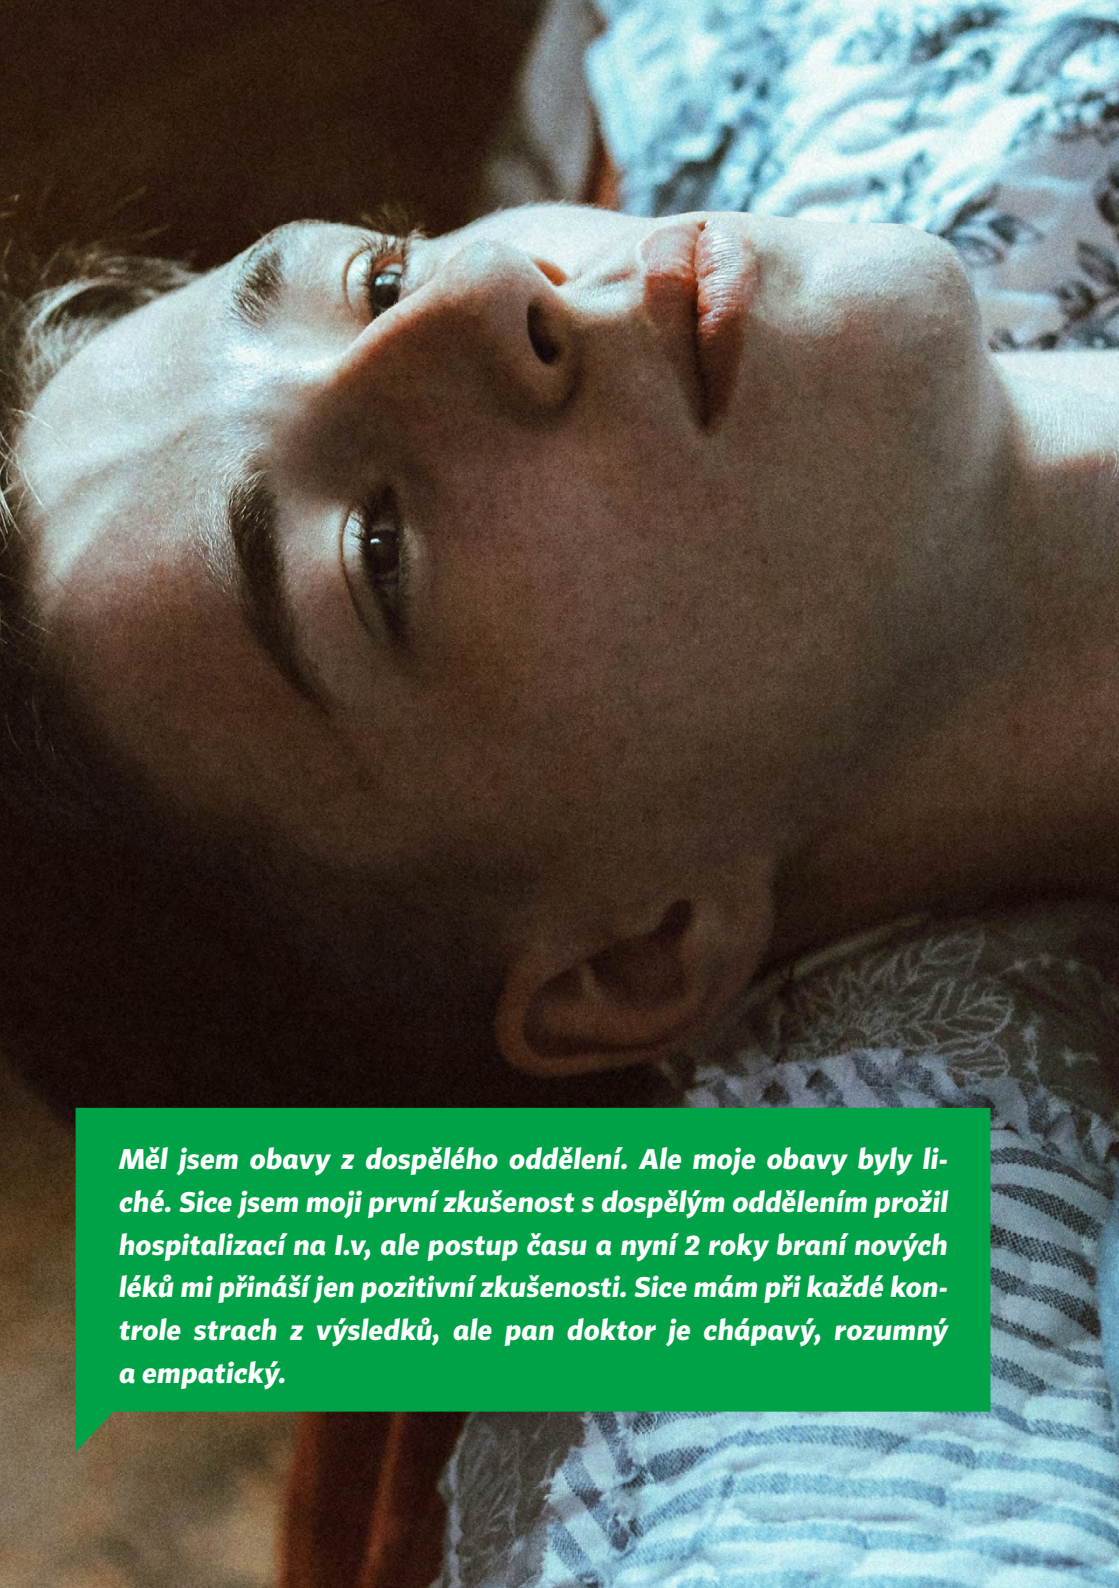 Měl jsem obavy z dospělého oddělení. Ale moje obavy byly li-
ché. Sice jsem moji první zkušenost s dospělým oddělením prožil
hospitalizací na I.v, ale postup času a nyní 2 roky braní nových
léků mi přináší jen pozitivní zkušenosti. Sice mám při každé kon-
trole strach z výsledků, ale pan doktor je chápavý, rozumný
a empatický.